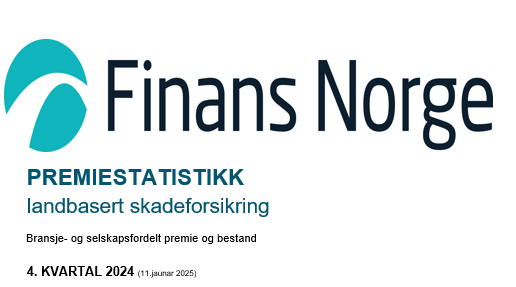 Finans Norge
PREMIESTATISTIKK
landbasert skadeforsikring
Bransje- og selskapsfordelt premie og bestand
4. KVARTAL 2024 (11.jaunar 2025)